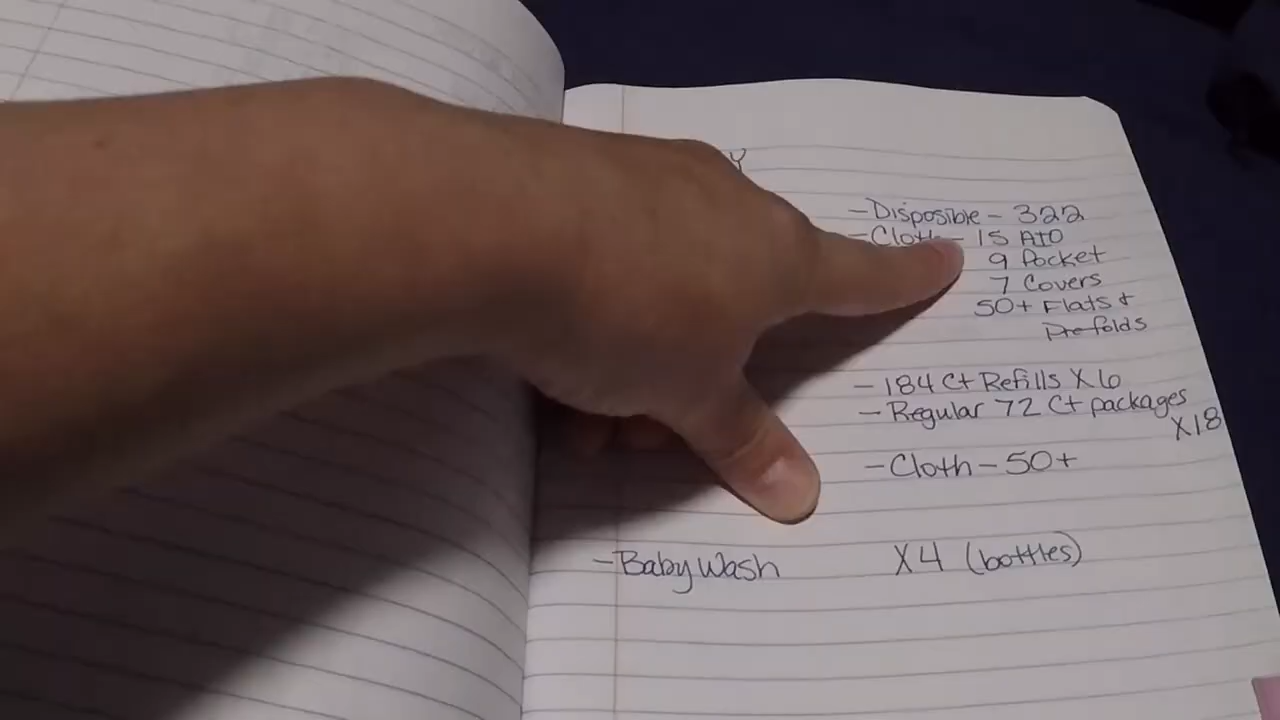 Y
- Disposible - 322
- Cloth - 15 AIO
9 Pocket
7 Covers
50+ Flats &
Prefolds
- 184 Ct Refills X 6
- Regular 72 Ct packages
X18
- Cloth - 50+
- Baby Wash X4 (bottles)